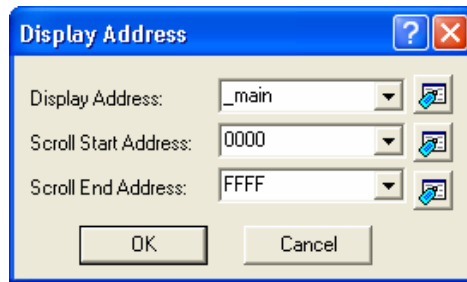 Display Address
Display Address: _main
Scroll Start Address: 0000
Scroll End Address: FFFF
OK Cancel